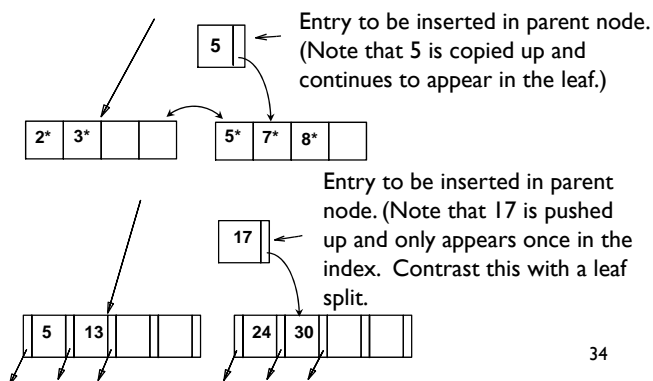 5
Entry to be inserted in parent node.
(Note that 5 is copied up and
continues to appear in the leaf.)
2* 3*
5* 7* 8*
17
Entry to be inserted in parent
node. (Note that 17 is pushed
up and only appears once in the
index. Contrast this with a leaf
split.
5 13
24 30
34